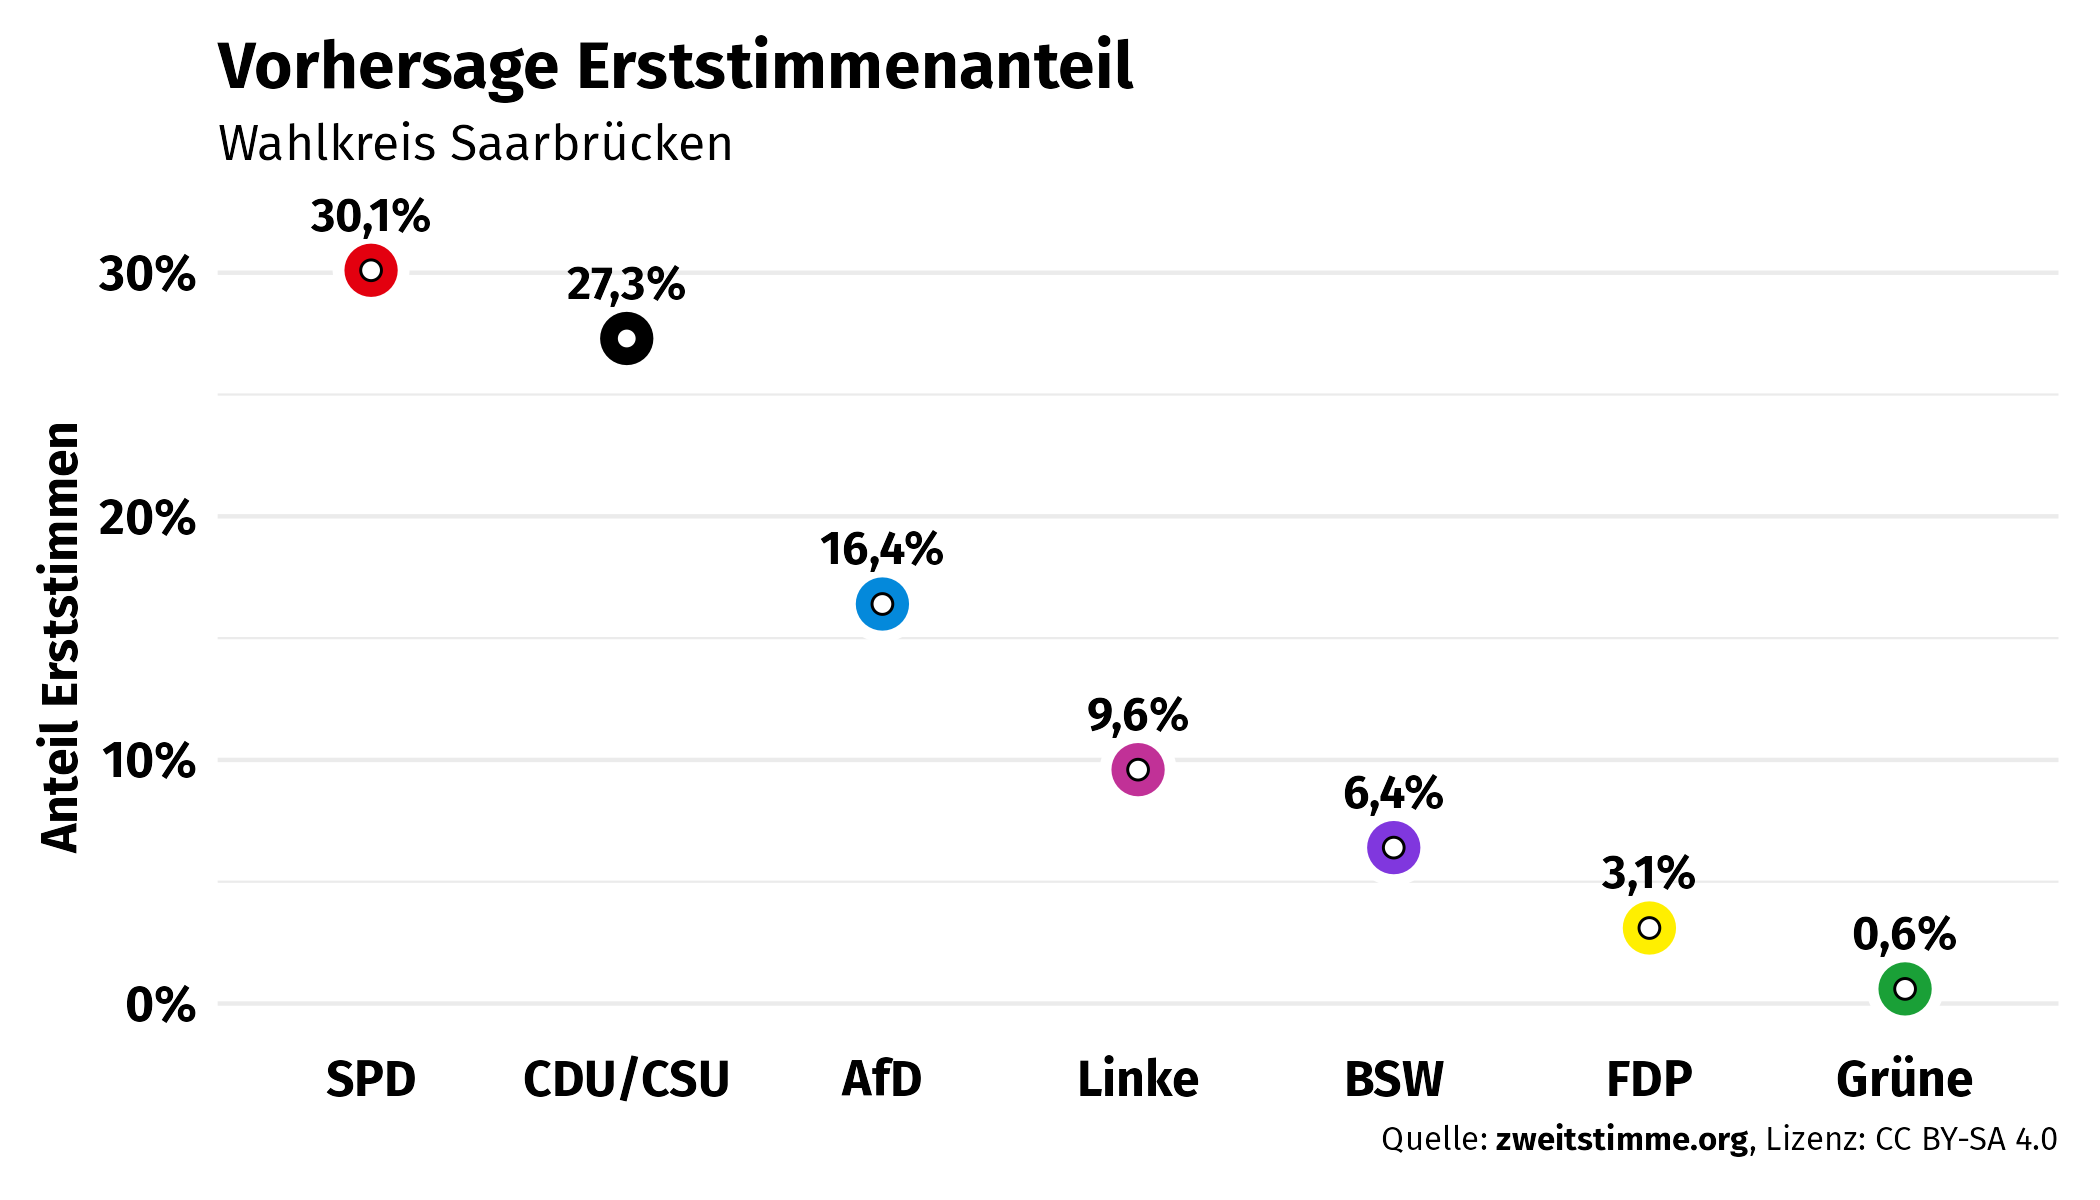 Vorhersage Erststimmenanteil
Wahlkreis Saarbrücken
Anteil Erststimmen
30%
20%
10%
0%
30,1%
27,3%
16,4%
9,6%
6,4%
3,1%
0,6%
SPD CDU/CSU AfD Linke BSW FDP Grüne
Quelle: zweitstimme.org, Lizenz: CC BY-SA 4.0